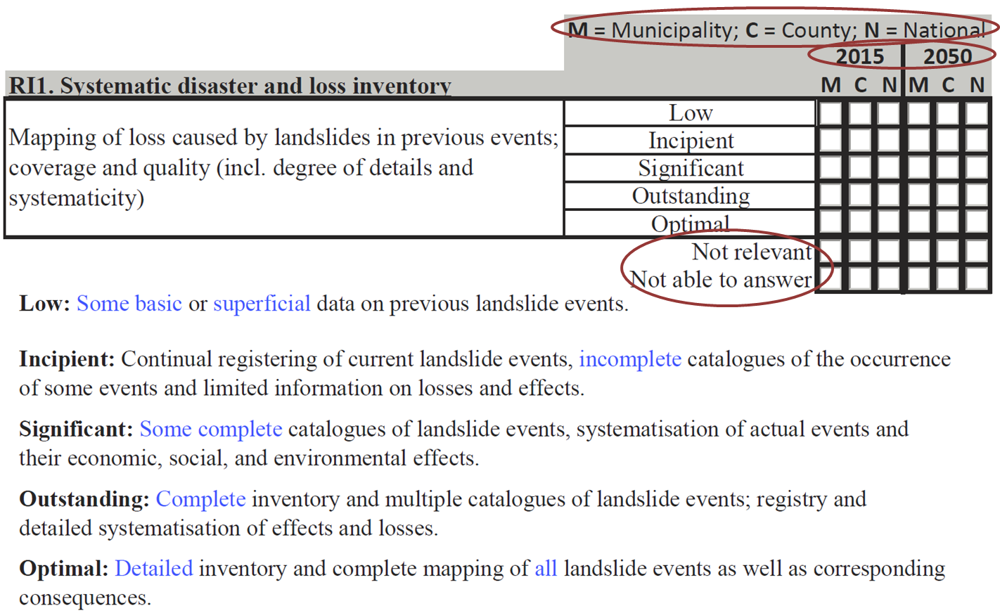 M = Municipality; C = County; N = National
2015 2050
RI1. Systematic disaster and loss inventory M C N M C N
Mapping of loss caused by landslides in previous events;
coverage and quality (incl. degree of details and
systematicity)
Low
Incipient
Significant
Outstanding
Optimal
Not relevant
Not able to answer
Low: Some basic or superficial data on previous landslide events.
Incipient: Continual registering of current landslide events, incomplete catalogues of the occurrence
of some events and limited information on losses and effects.
Significant: Some complete catalogues of landslide events, systematisation of actual events and
their economic, social, and environmental effects.
Outstanding: Complete inventory and multiple catalogues of landslide events; registry and
detailed systematisation of effects and losses.
Optimal: Detailed inventory and complete mapping of all landslide events as well as corresponding
consequences.